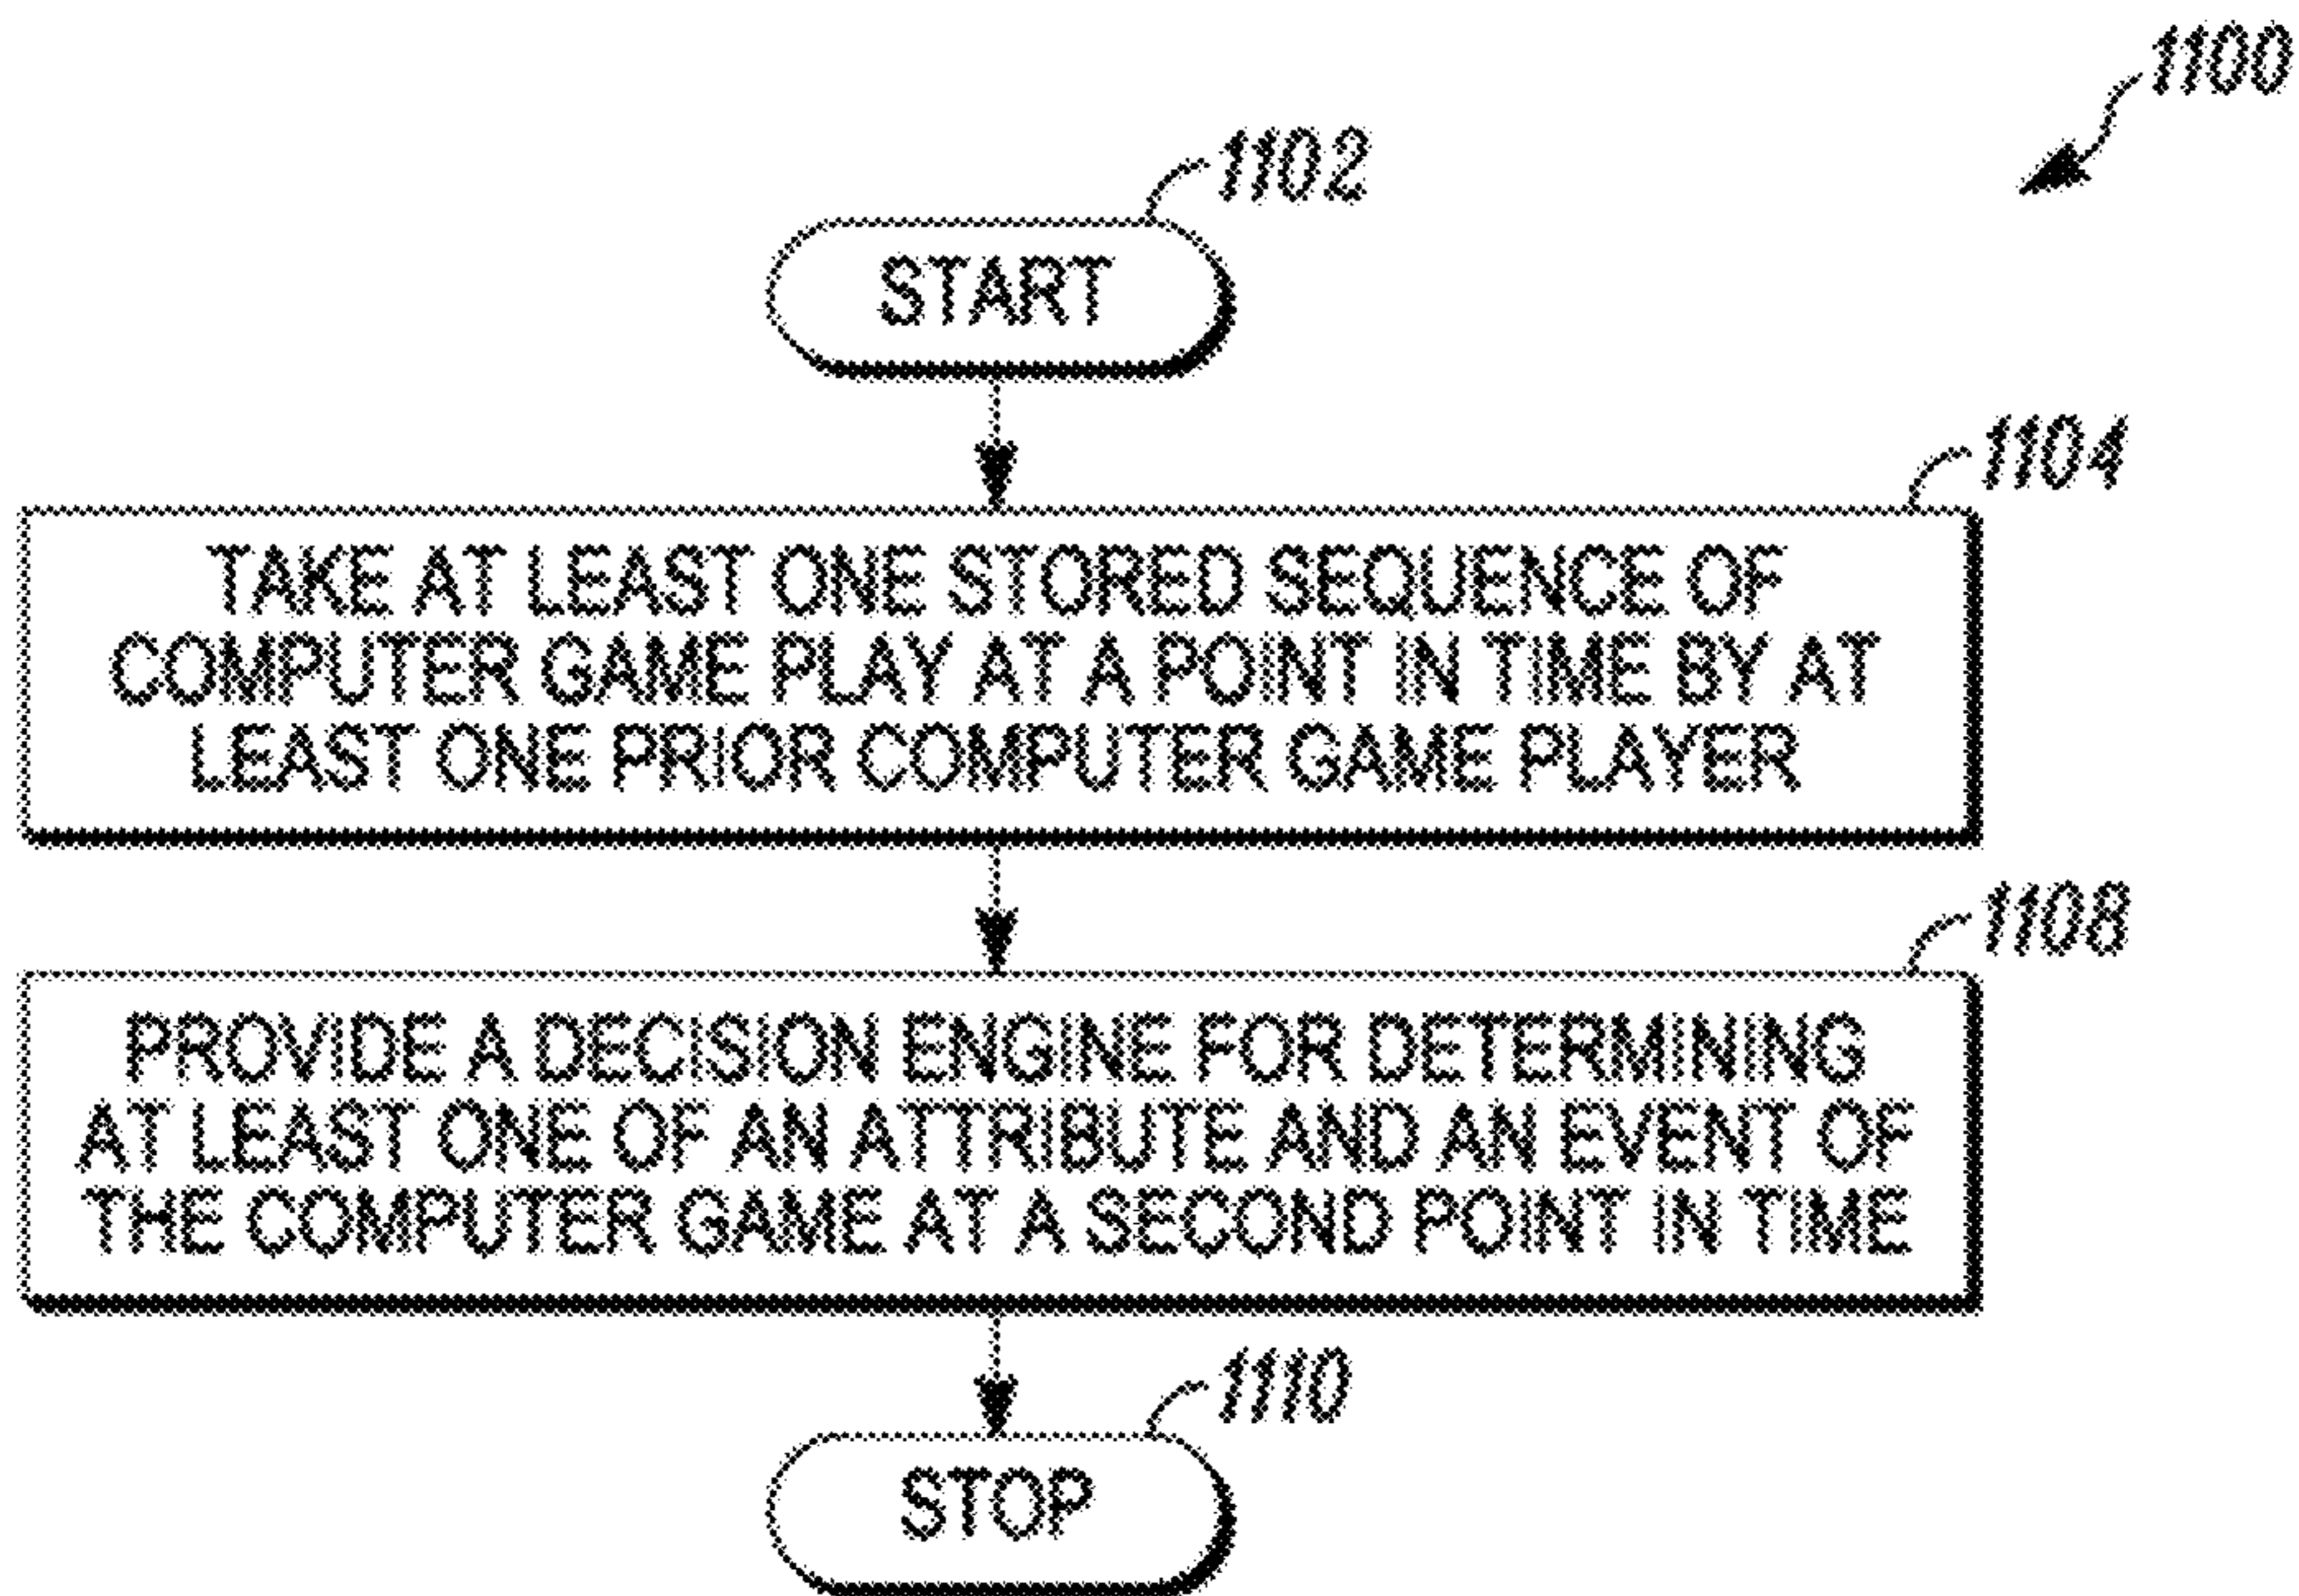 1100
1102
START
1104
TAKE AT LEAST ONE STORED SEQUENCE OF
COMPUTER GAME PLAY AT A POINT IN TIME BY AT
LEAST ONE PRIOR COMPUTER GAME PLAYER
1108
PROVIDE A DECISION ENGINE FOR DETERMINING
AT LEAST ONE OF AN ATTRIBUTE AND AN EVENT OF
THE COMPUTER GAME AT A SECOND POINT IN TIME
1110
STOP